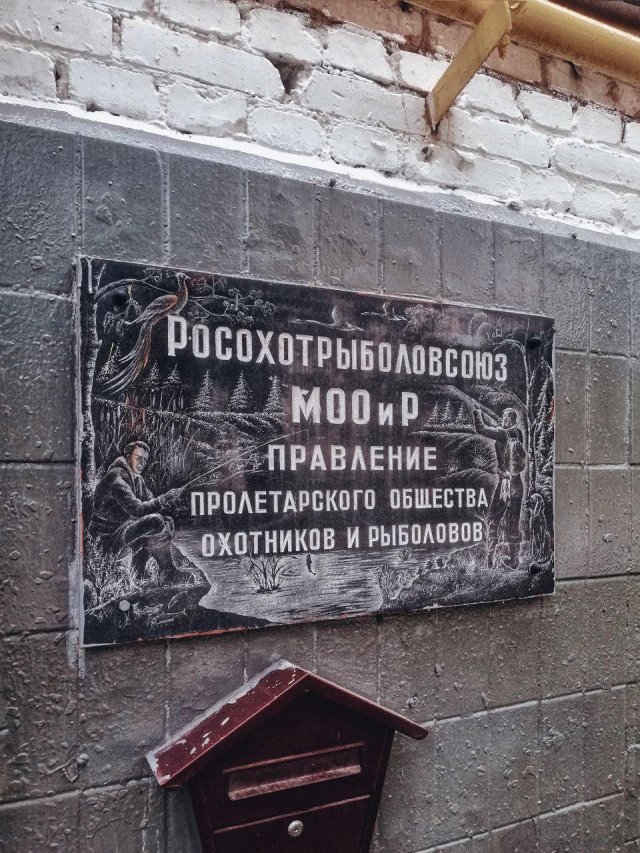 РОСОХОТРЫБОЛОВСОЮЗ
МООиР
ПРАВЛЕНИЕ
ПРОЛЕТАРСКОГО ОБЩЕСТВА
ОХОТНИКОВ И РЫБОЛОВОВ